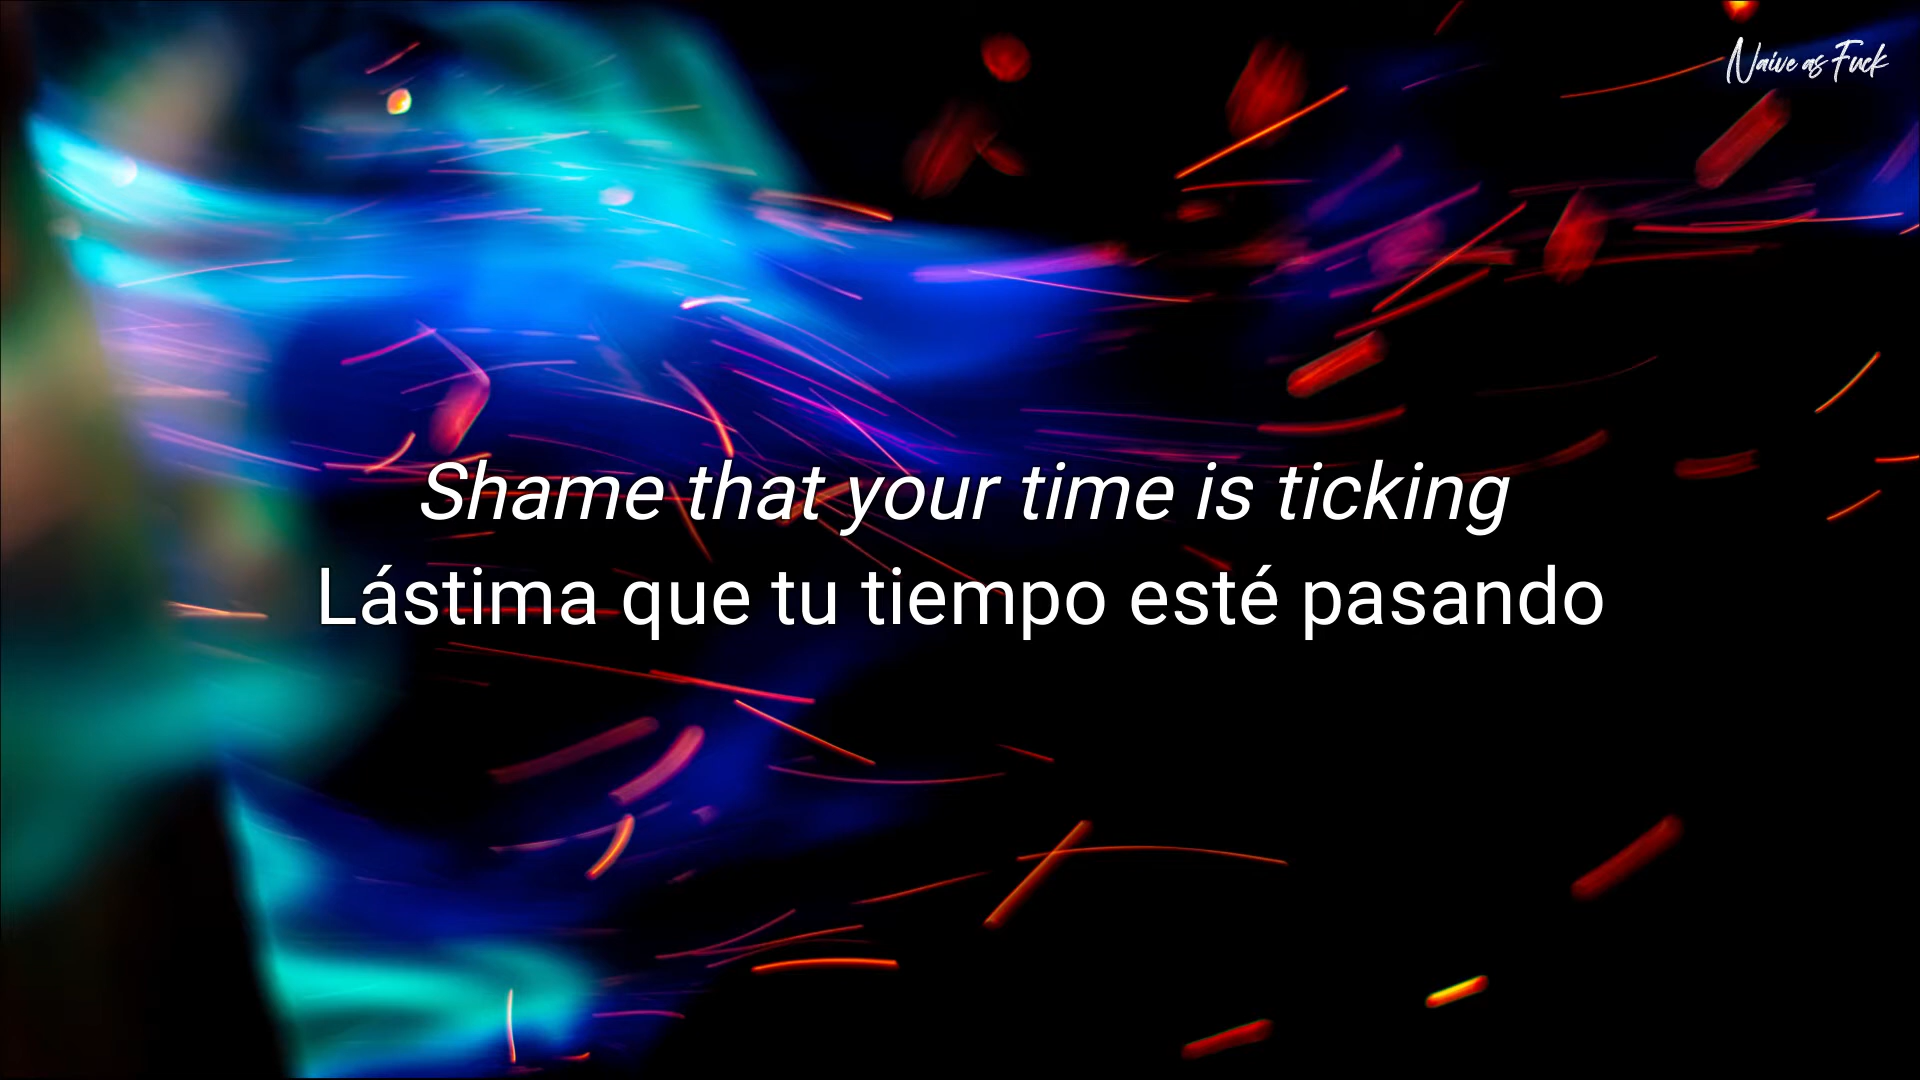 Naive as Fuck
Shame that your time is ticking
Lástima que tu tiempo esté pasando